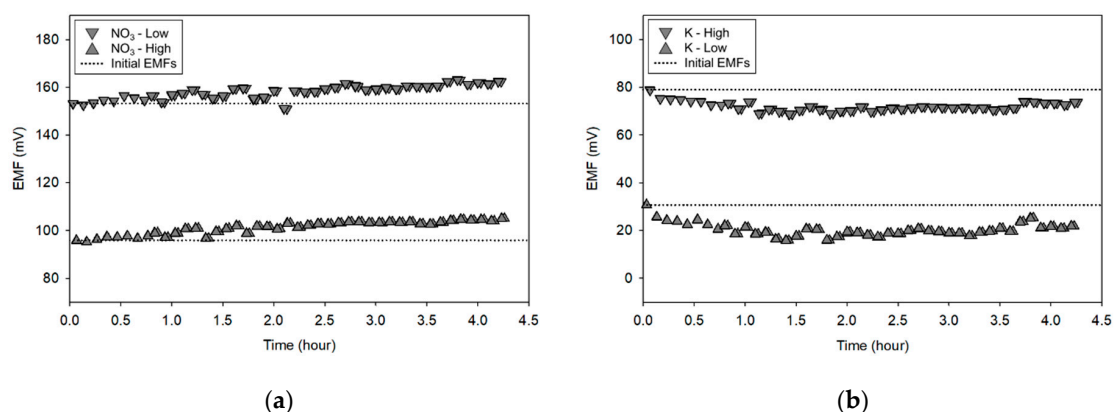 NO₃ - Low
NO₃ - High
Initial EMFs
180
160
140
120
100
80
EMF (mV)
0.0 0.5 1.0 1.5 2.0 2.5 3.0 3.5 4.0 4.5
Time (hour)
(a)
K - High
K - Low
Initial EMFs
100
80
60
40
20
0
EMF (mV)
0.0 0.5 1.0 1.5 2.0 2.5 3.0 3.5 4.0 4.5
Time (hour)
(b)